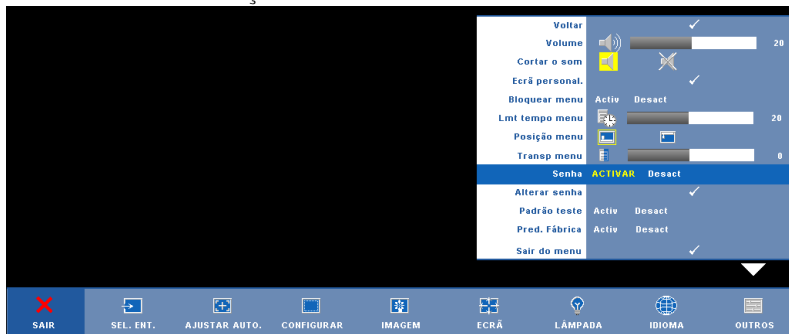 Voltar
Volume 20
Cortar o som
Ecrã personal.
Bloquear menu Activ Desact
Lmt tempo menu 20
Posição menu
Transp menu 0
Senha ACTIVAR Desact
Alterar senha
Padrão teste Activ Desact
Pred. Fábrica Activ Desact
Sair do menu
SAIR SEL. ENT. AJUSTAR AUTO. CONFIGURAR IMAGEM ECRÃ LÂMPADA IDIOMA OUTROS